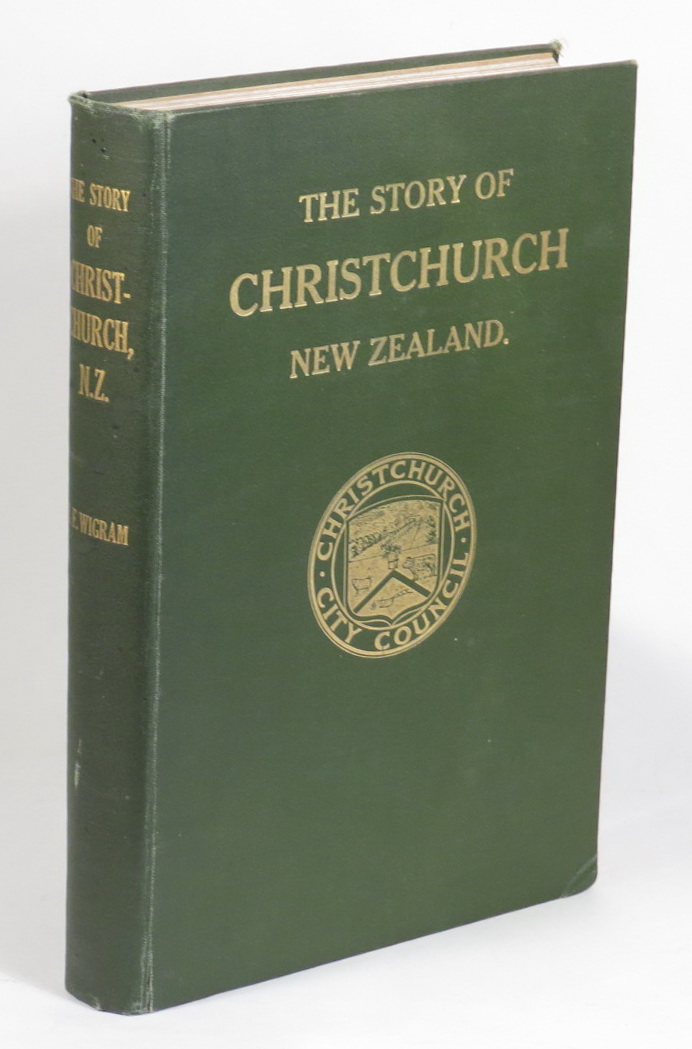 THE STORY OF
CHRISTCHURCH
NEW ZEALAND.
CHRISTCHURCH
CITY COUNCIL
THE STORY
OF
CHRIST-
CHURCH,
N.Z.
E. WIGRAM